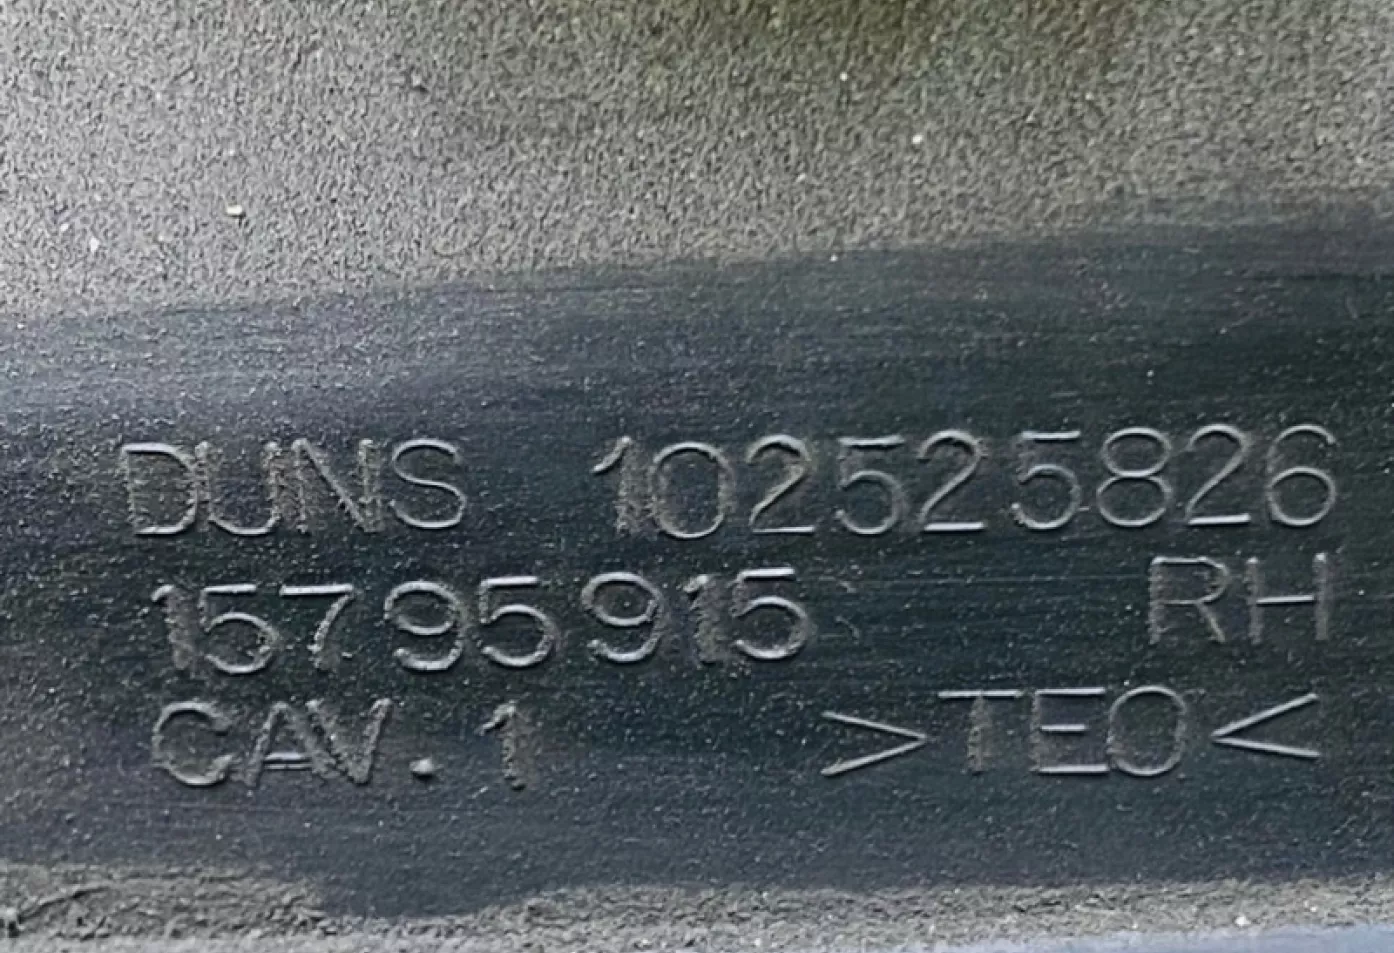 DUNS 102525826
15795915 RH
CAV. 1 >TEO<